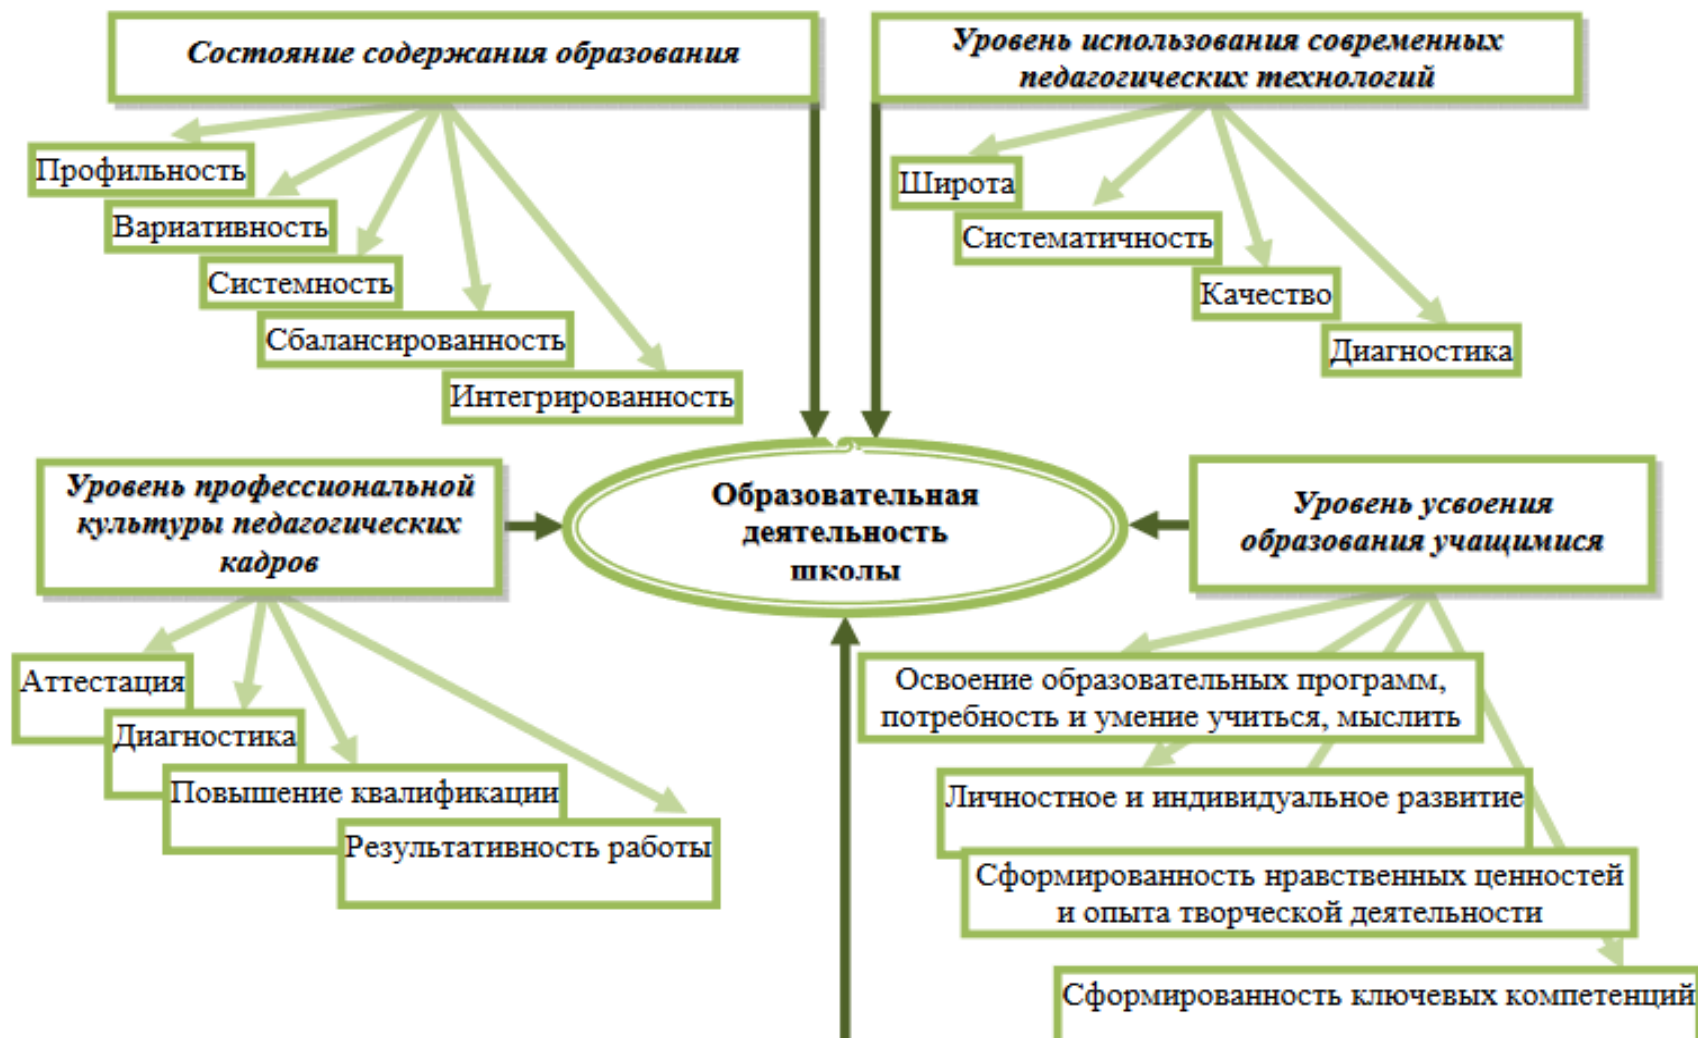 Состояние содержания образования
Профильность
Вариативность
Системность
Сбалансированность
Интегрированность
Уровень использования современных
педагогических технологий
Широта
Систематичность
Качество
Диагностика
Уровень профессиональной
культуры педагогических
кадров
Аттестация
Диагностика
Повышение квалификации
Результативность работы
Образовательная
деятельность
школы
Уровень усвоения
образования учащимися
Освоение образовательных программ,
потребность и умение учиться, мыслить
Личностное и индивидуальное развитие
Сформированность нравственных ценностей
и опыта творческой деятельности
Сформированность ключевых компетенций